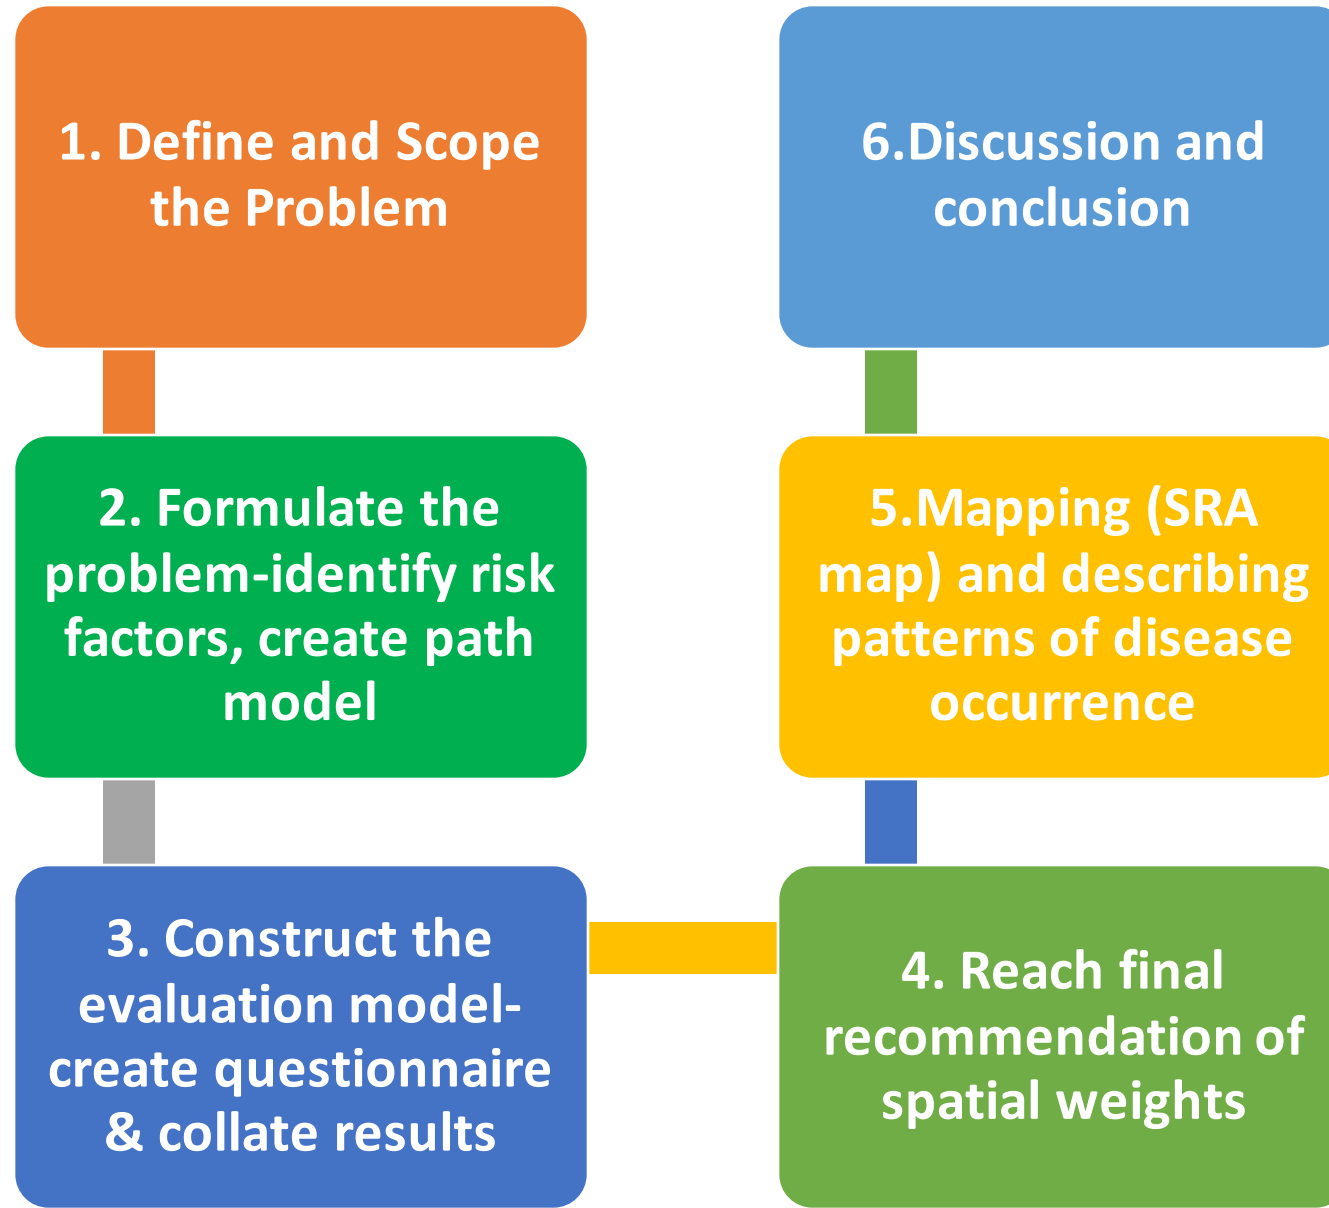 1. Define and Scope
the Problem
2. Formulate the
problem-identify risk
factors, create path
model
3. Construct the
evaluation model-
create questionnaire
& collate results
4. Reach final
recommendation of
spatial weights
5.Mapping (SRA
map) and describing
patterns of disease
occurrence
6.Discussion and
conclusion